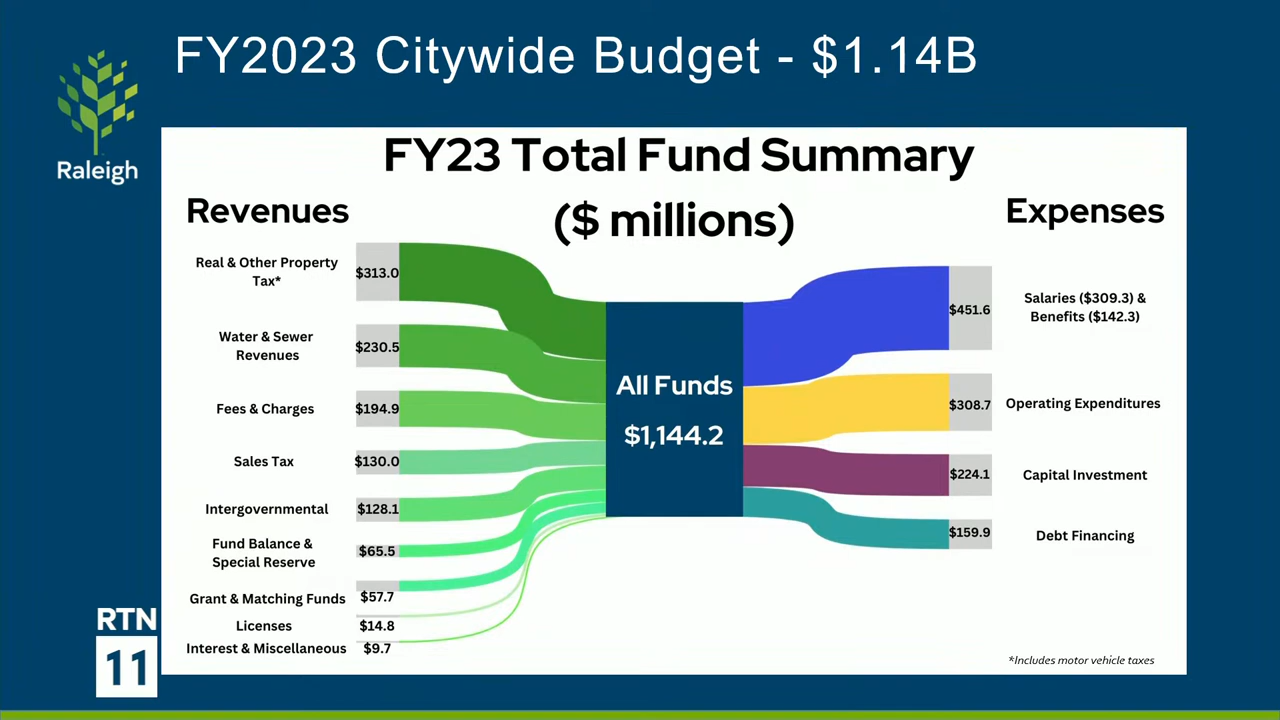 FY2023 Citywide Budget - $1.14B
Raleigh
FY23 Total Fund Summary
($ millions)
Revenues
Expenses
Real & Other Property
Tax*
$313.0
Water & Sewer
Revenues
$230.5
Fees & Charges
$194.9
Sales Tax
$130.0
Intergovernmental
$128.1
Fund Balance &
Special Reserve
$65.5
Grant & Matching Funds
$57.7
Licenses
$14.8
Interest & Miscellaneous
$9.7
All Funds
$1,144.2
$451.6
Salaries ($309.3) &
Benefits ($142.3)
$308.7
Operating Expenditures
$224.1
Capital Investment
$159.9
Debt Financing
*Includes motor vehicle taxes
RTN
11